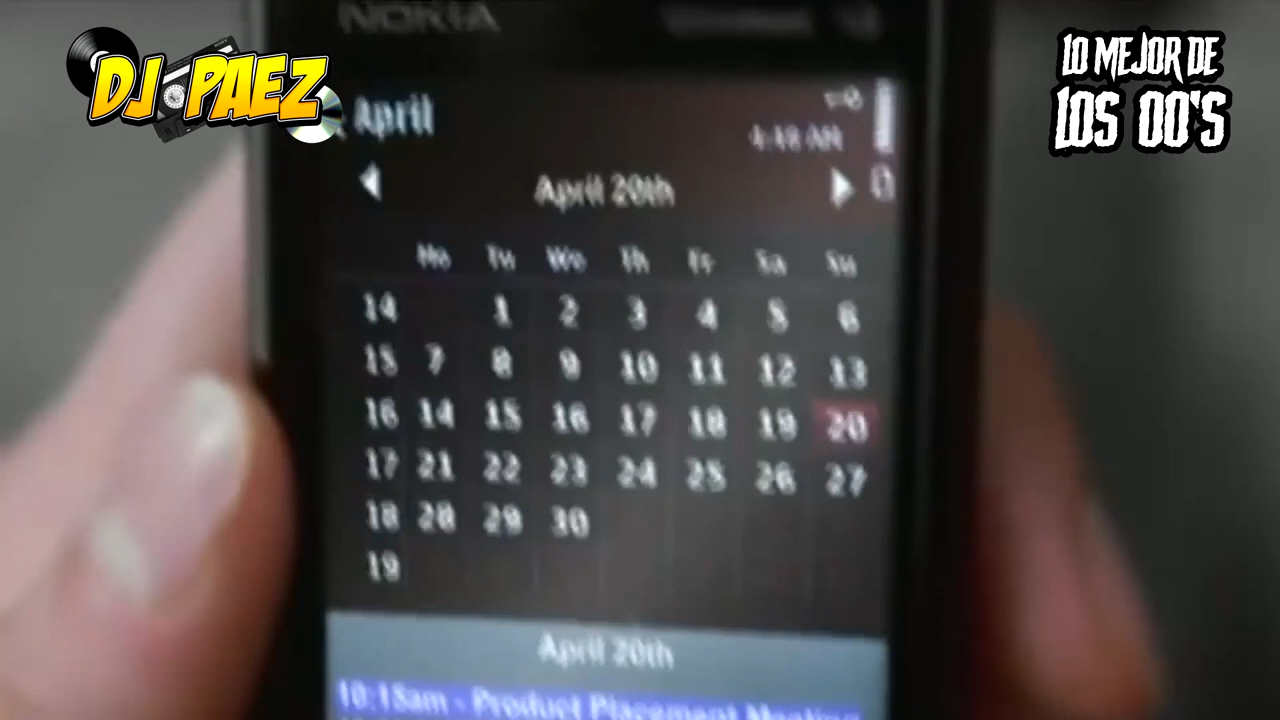 NOKIA
DJ PAEZ
LO MEJOR DE
LOS 00'S
April
4:48 AM
April 20th
Mo Tu We Th Fr Sa Su
14 1 2 3 4 5 6
15 7 8 9 10 11 12 13
16 14 15 16 17 18 19 20
17 21 22 23 24 25 26 27
18 28 29 30
19
April 20th
10:15am - Product Placement Meeting